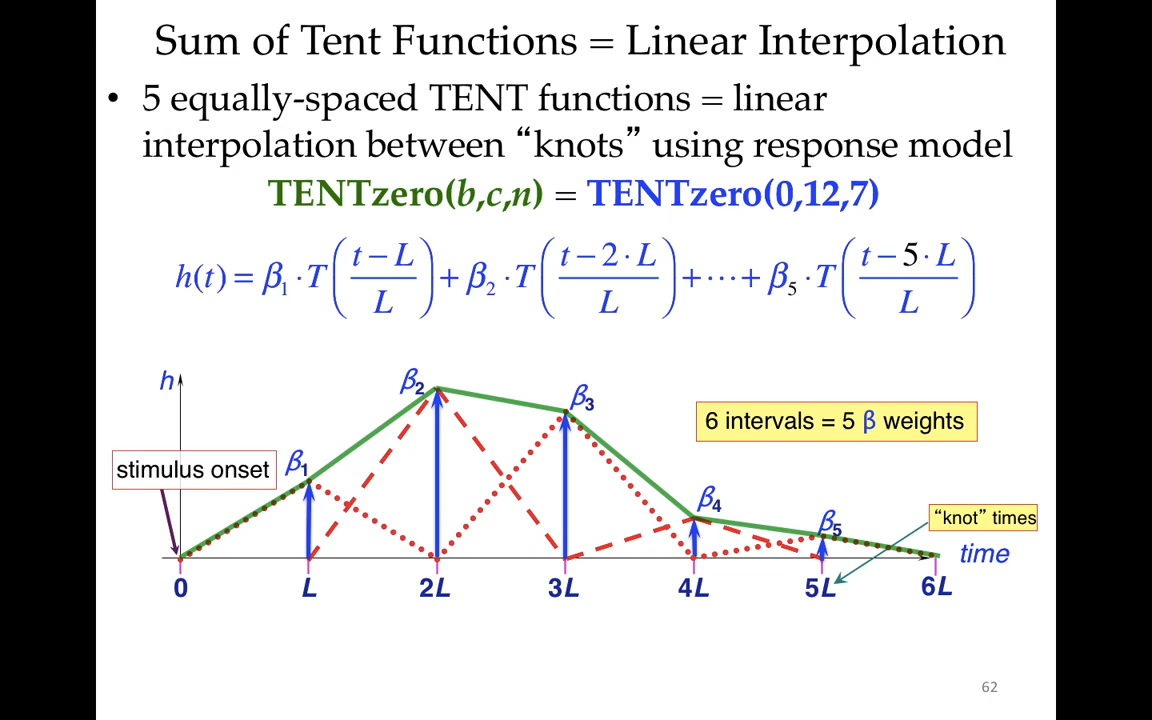 Sum of Tent Functions = Linear Interpolation
• 5 equally-spaced TENT functions = linear
interpolation between “knots” using response model
TENTzero(b,c,n) = TENTzero(0,12,7)
h(t) = β₁ · T((t − L)/L) + β₂ · T((t − 2 · L)/L) + ⋯ + β₅ · T((t − 5 · L)/L)
h
β₂
β₃
6 intervals = 5 β weights
stimulus onset
β₁
β₄
β₅
“knot” times
time
0 L 2L 3L 4L 5L 6L
62